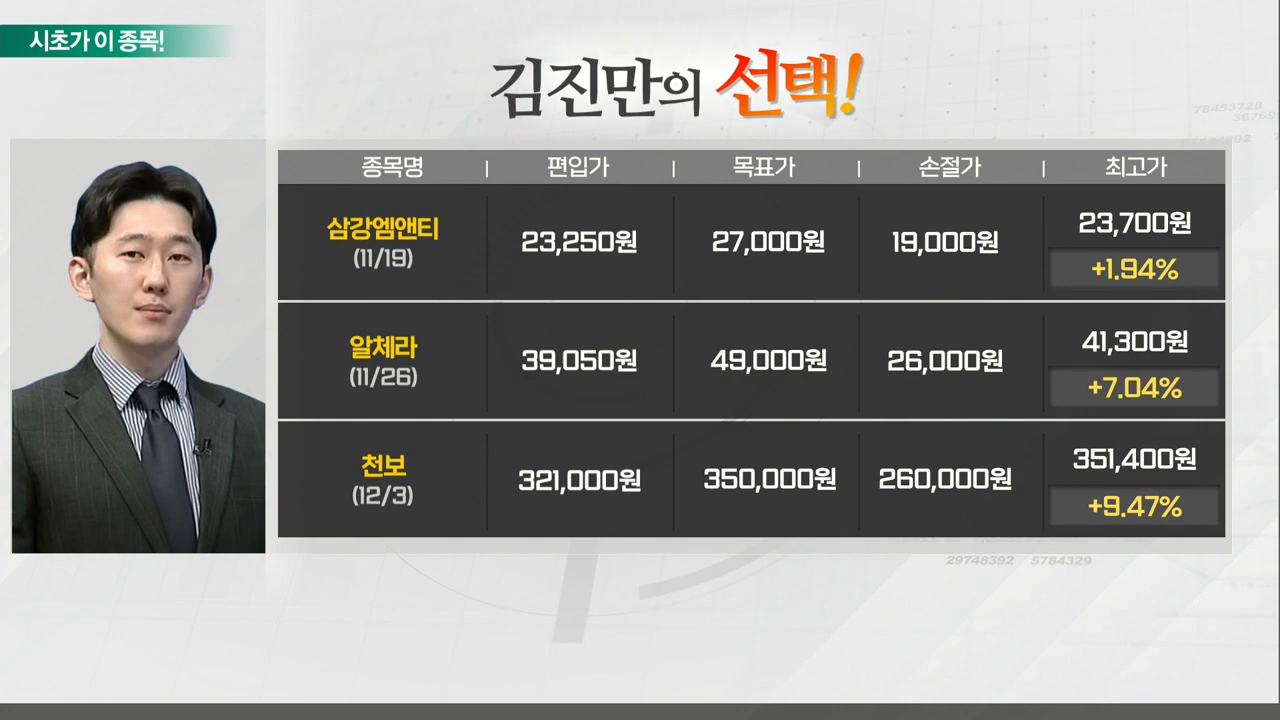 시초가 이 종목!
김진만의 선택!
종목명 | 편입가 | 목표가 | 손절가 | 최고가
삼강엠앤티 (11/19) 23,250원 27,000원 19,000원 23,700원 +1.94%
알체라 (11/26) 39,050원 49,000원 26,000원 41,300원 +7.04%
천보 (12/3) 321,000원 350,000원 260,000원 351,400원 +9.47%
78453728
29748392 5784329